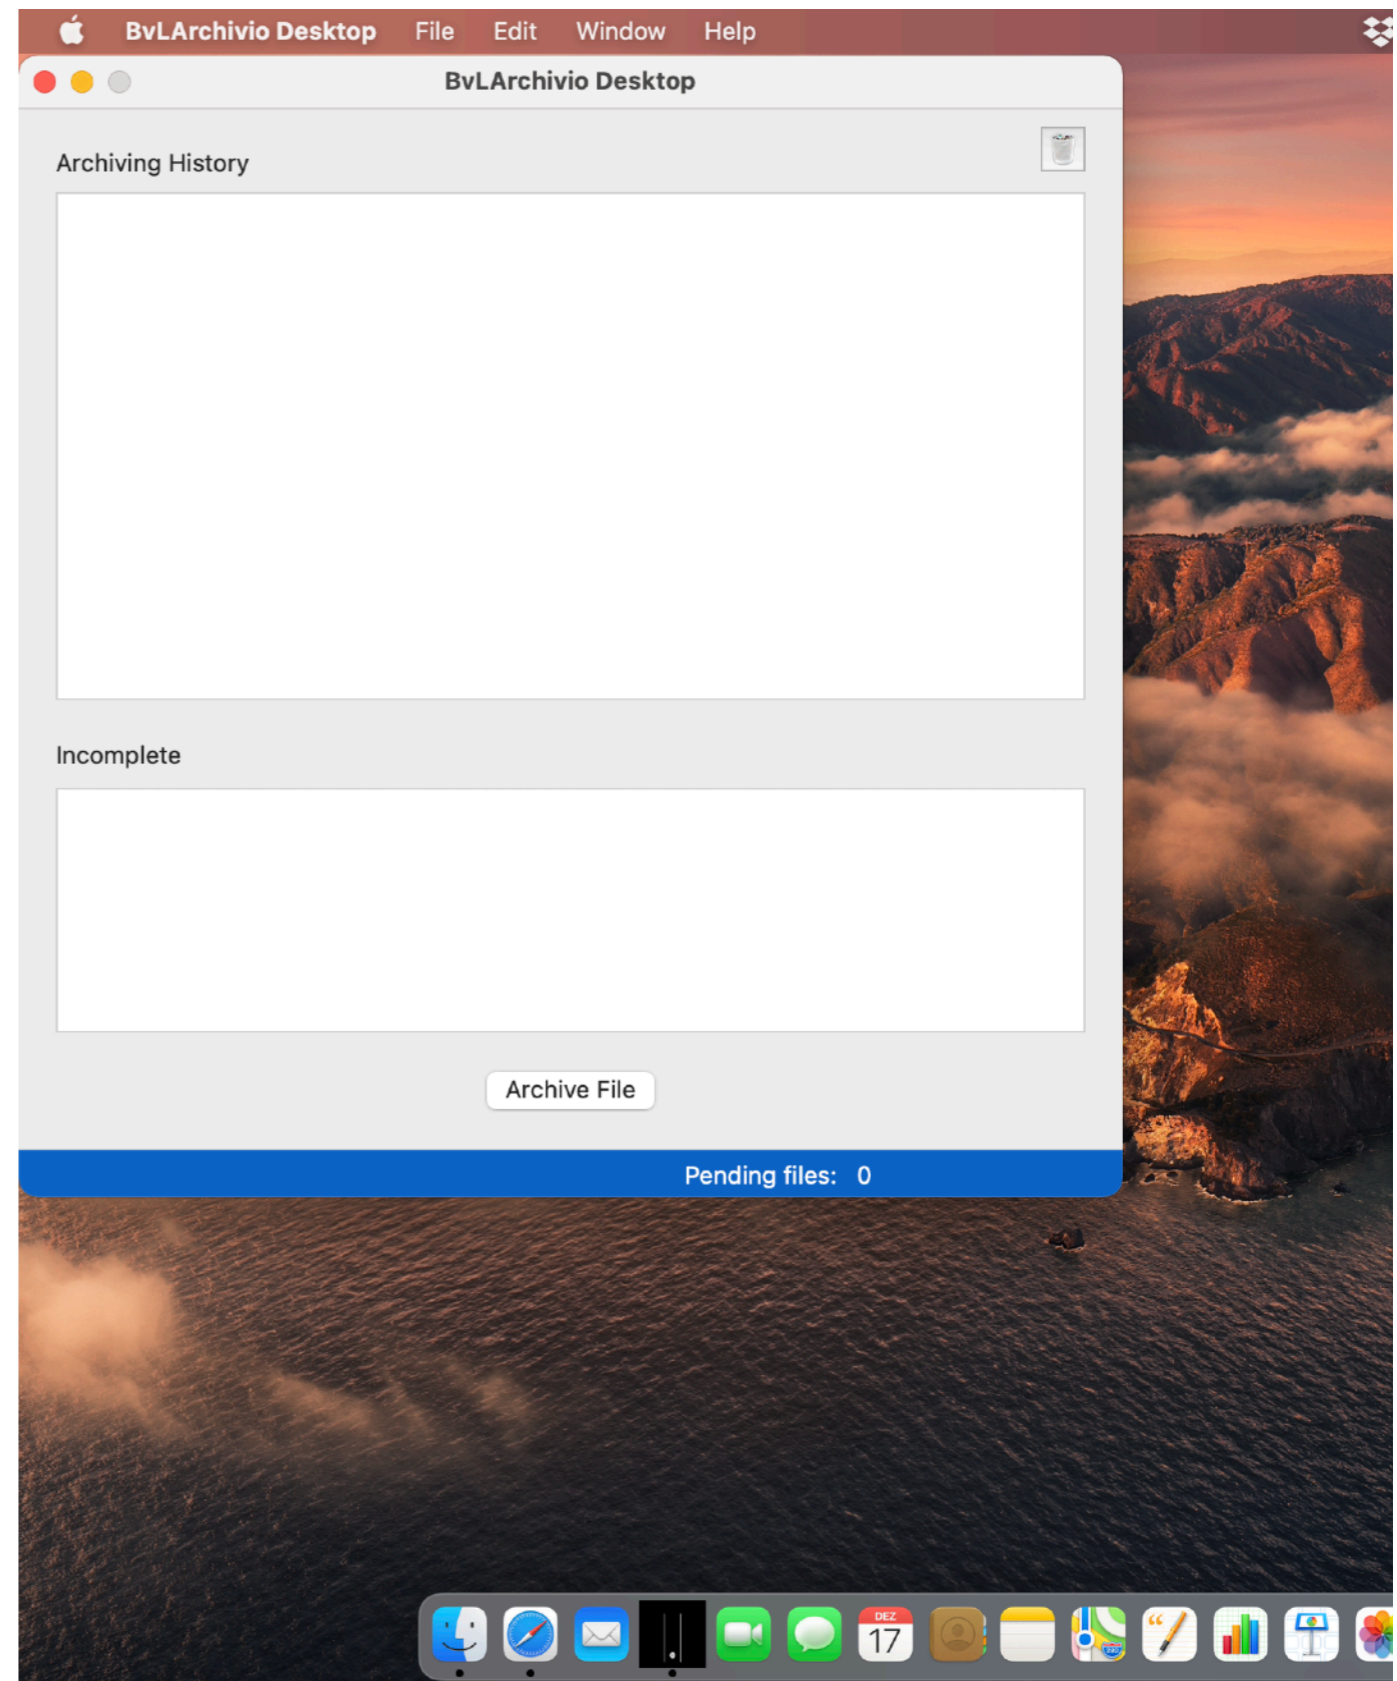 BvLArchivio Desktop File Edit Window Help
BvLArchivio Desktop
Archiving History
Incomplete
Archive File
Pending files: 0
DEZ
17